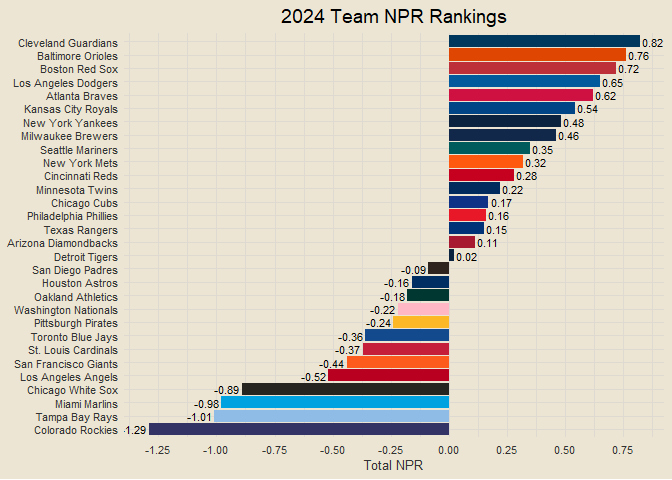 2024 Team NPR Rankings
Cleveland Guardians 0.82
Baltimore Orioles 0.76
Boston Red Sox 0.72
Los Angeles Dodgers 0.65
Atlanta Braves 0.62
Kansas City Royals 0.54
New York Yankees 0.48
Milwaukee Brewers 0.46
Seattle Mariners 0.35
New York Mets 0.32
Cincinnati Reds 0.28
Minnesota Twins 0.22
Chicago Cubs 0.17
Philadelphia Phillies 0.16
Texas Rangers 0.15
Arizona Diamondbacks 0.11
Detroit Tigers 0.02
San Diego Padres -0.09
Houston Astros -0.16
Oakland Athletics -0.18
Washington Nationals -0.22
Pittsburgh Pirates -0.24
Toronto Blue Jays -0.36
St. Louis Cardinals -0.37
San Francisco Giants -0.44
Los Angeles Angels -0.52
Chicago White Sox -0.89
Miami Marlins -0.98
Tampa Bay Rays -1.01
Colorado Rockies -1.29
-1.25 -1.00 -0.75 -0.50 -0.25 0.00 0.25 0.50 0.75
Total NPR